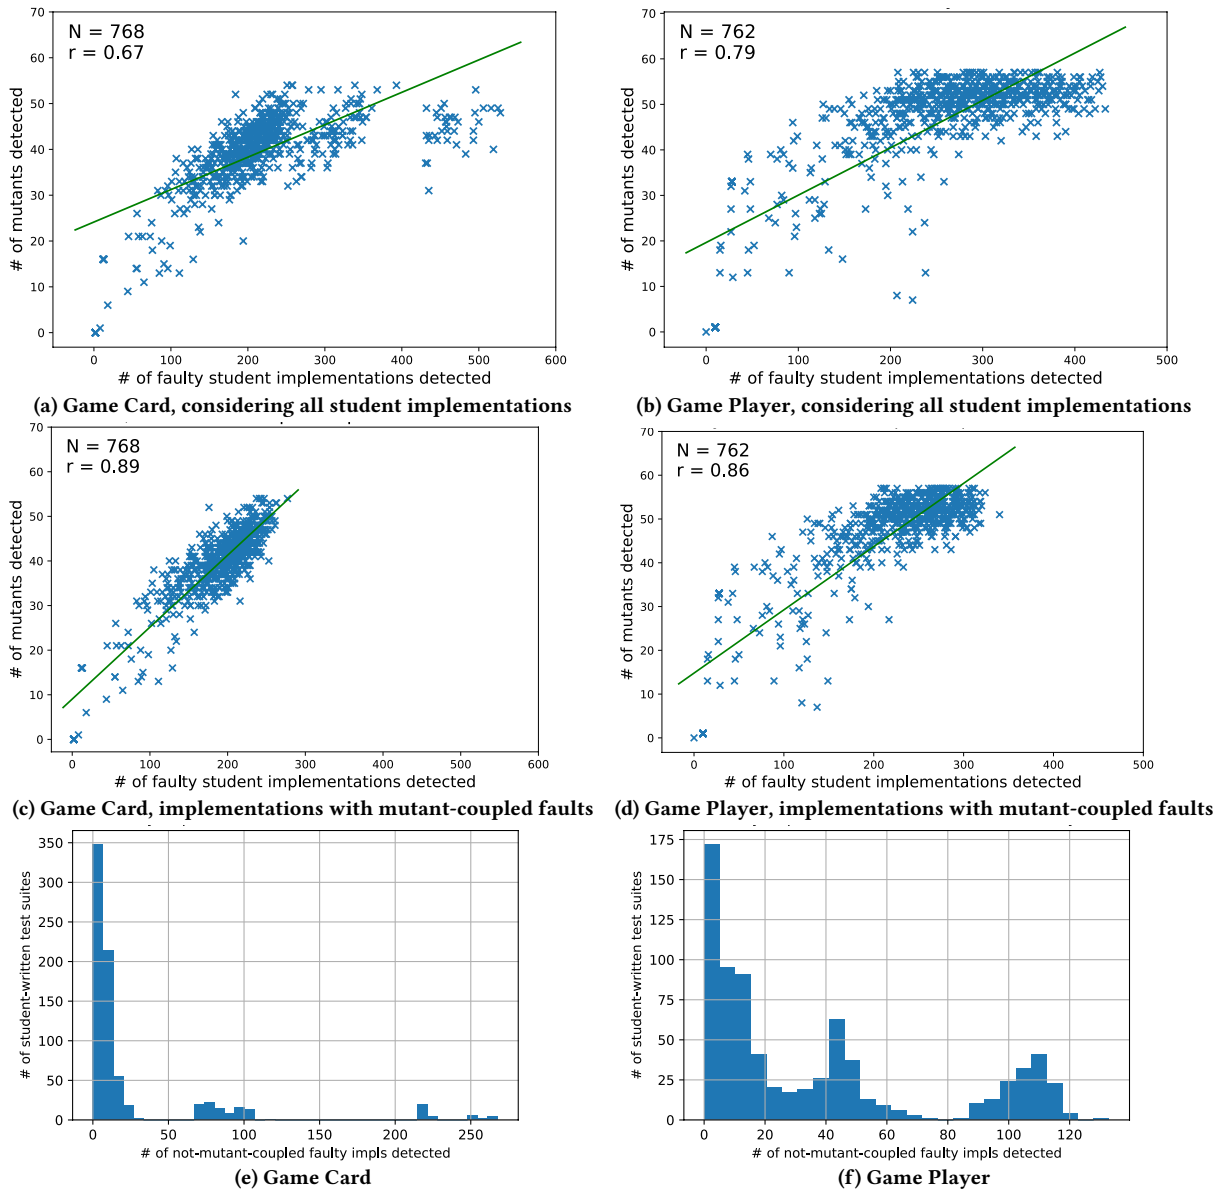 N = 768
r = 0.67
70
60
50
40
30
20
10
0
# of mutants detected
0 100 200 300 400 500 600
# of faulty student implementations detected
(a) Game Card, considering all student implementations
N = 762
r = 0.79
70
60
50
40
30
20
10
0
# of mutants detected
0 100 200 300 400 500
# of faulty student implementations detected
(b) Game Player, considering all student implementations
N = 768
r = 0.89
70
60
50
40
30
20
10
0
# of mutants detected
0 100 200 300 400 500 600
# of faulty student implementations detected
(c) Game Card, implementations with mutant-coupled faults
N = 762
r = 0.86
70
60
50
40
30
20
10
0
# of mutants detected
0 100 200 300 400 500
# of faulty student implementations detected
(d) Game Player, implementations with mutant-coupled faults
350
300
250
200
150
100
50
0
# of student-written test suites
0 50 100 150 200 250
# of not-mutant-coupled faulty impls detected
(e) Game Card
175
150
125
100
75
50
25
0
# of student-written test suites
0 20 40 60 80 100 120
# of not-mutant-coupled faulty impls detected
(f) Game Player